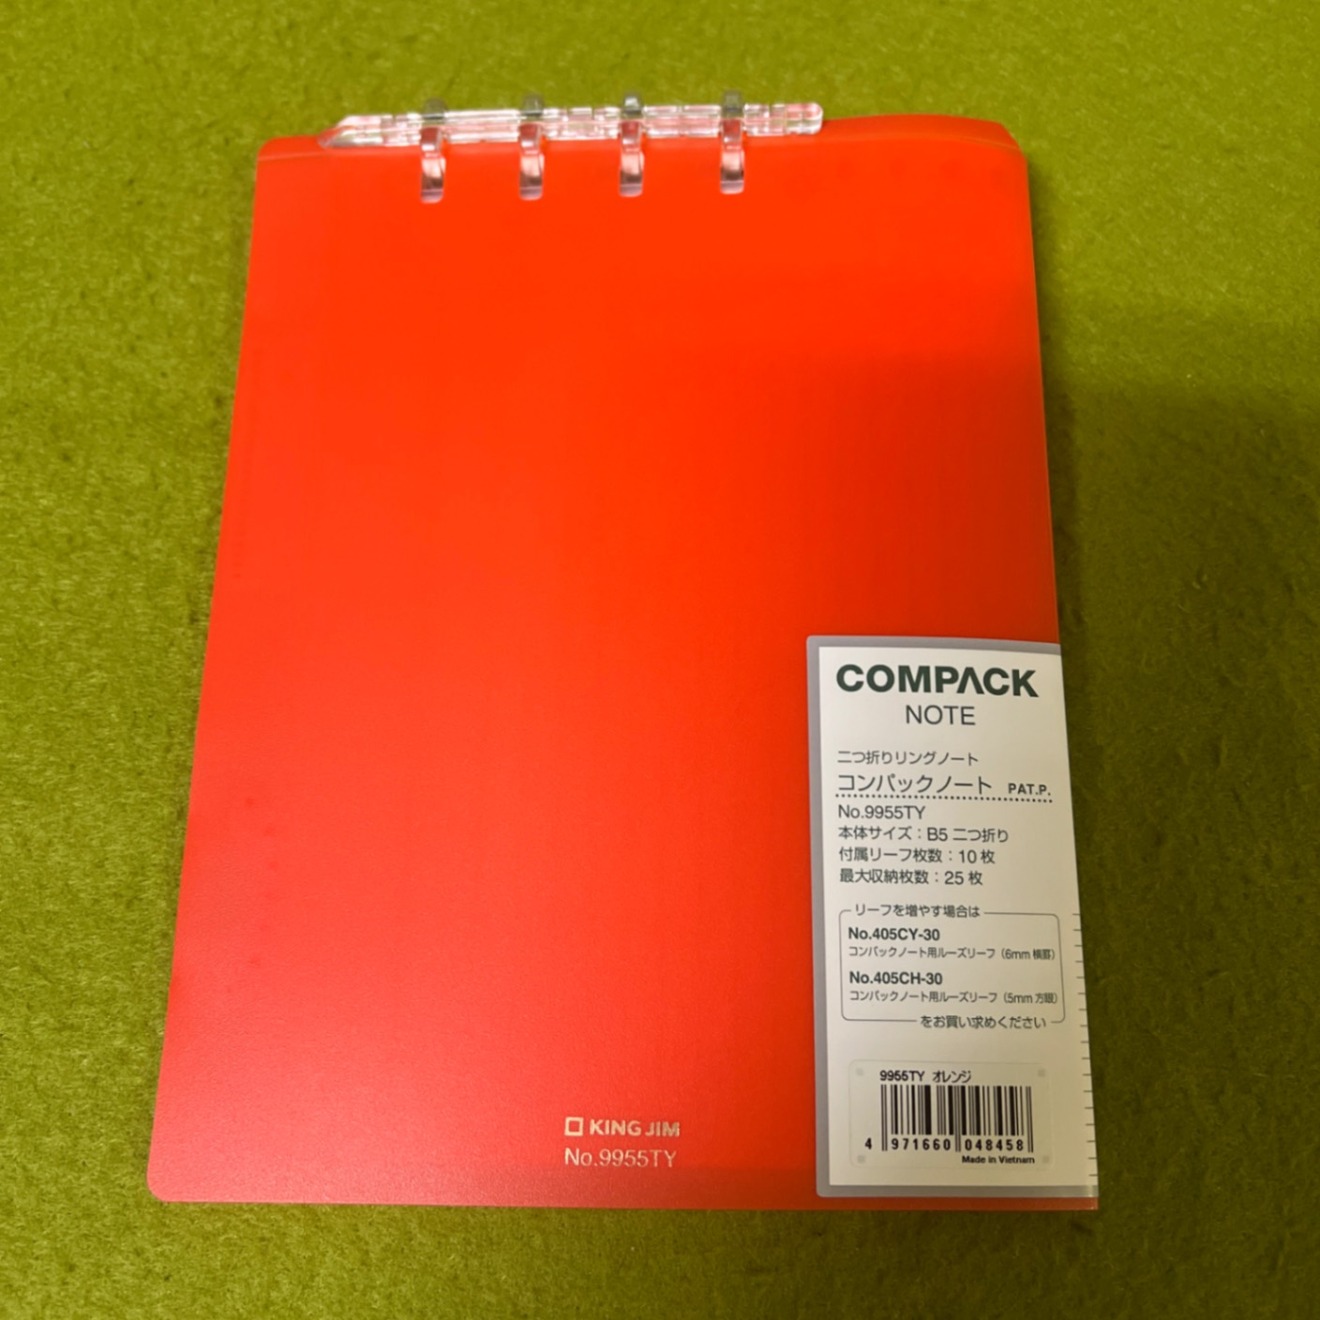 COMPACK
NOTE
二つ折りリングノート
コンパックノート PAT.P.
No.9955TY
本体サイズ：B5 二つ折り
付属リーフ枚数：10 枚
最大収納枚数：25 枚
リーフを増やす場合は
No.405CY-30
コンパックノート用ルーズリーフ（6mm 横罫）
No.405CH-30
コンパックノート用ルーズリーフ（5mm 方眼）
をお買い求めください
9955TY オレンジ
4 971660 048458
Made in Vietnam
KING JIM
No.9955TY